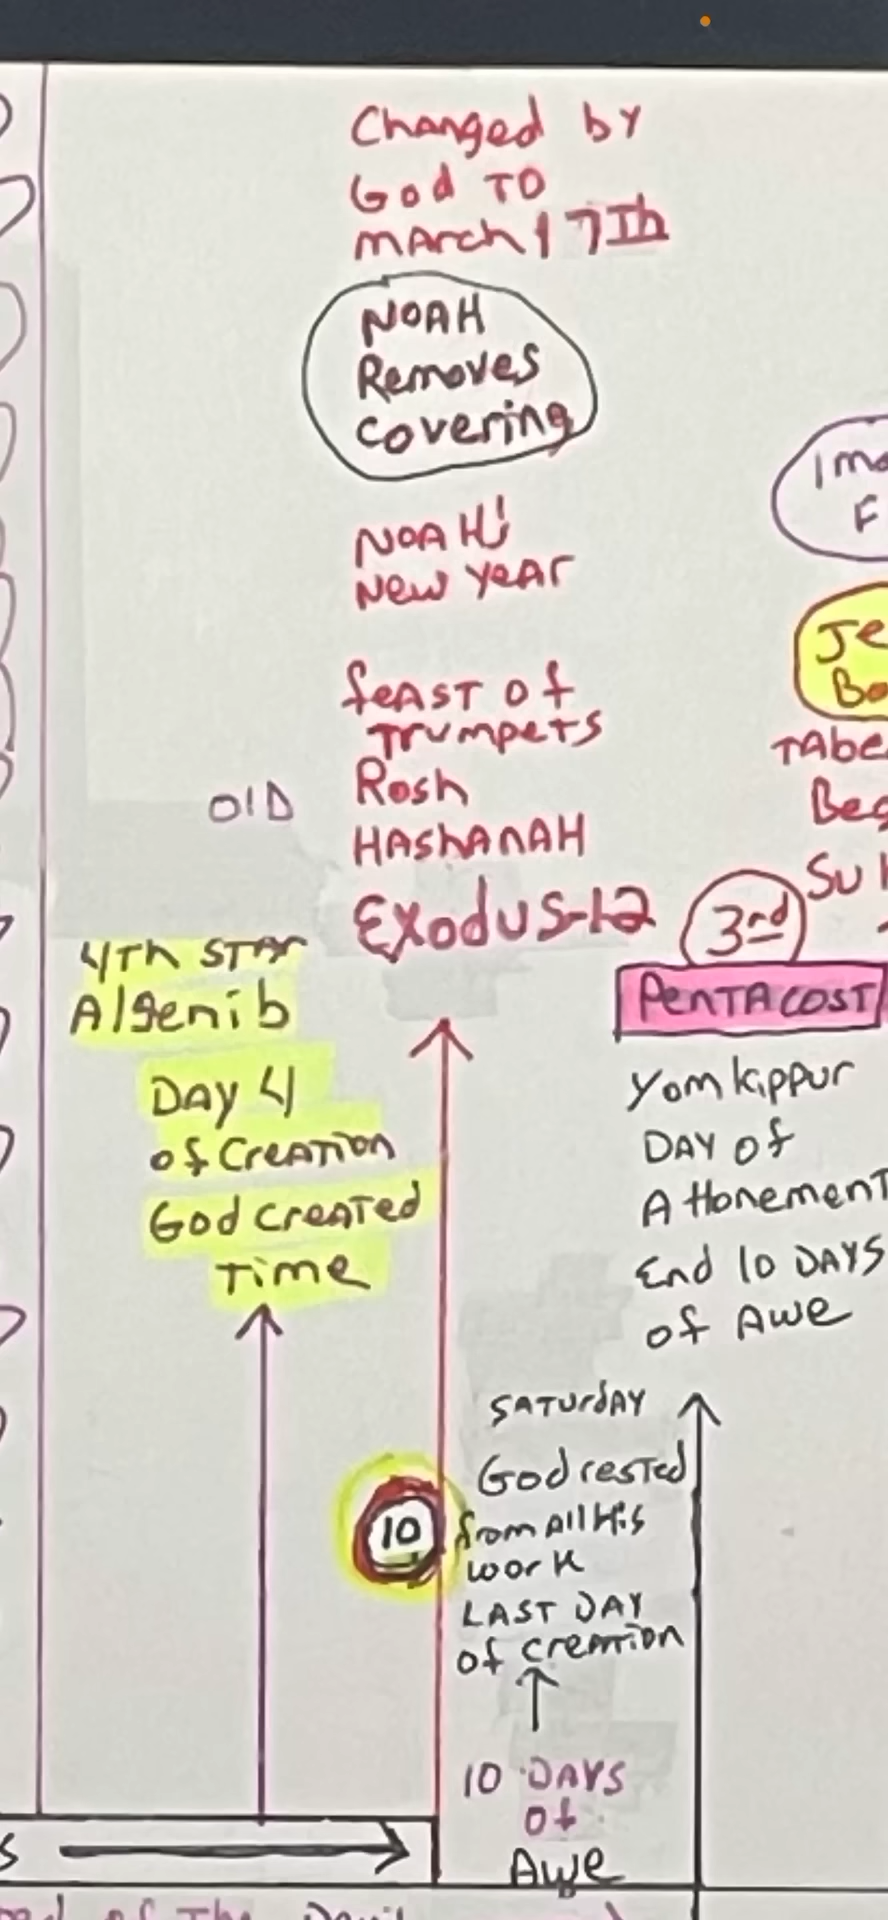 Changed by
God TO
March 17Th
NOAH
Removes
Covering
NOAH'
New Year
feast of
Trumpets
Rosh
HAShANAH
Exodus-12
Old
4Th STAr
Algenib
Day 4
of Creation
God Created
Time
3rd
PENTACOST
Yom Kippur
DAY of
Attonement
End 10 DAYS
of Awe
SATurdAY
God rested
from All His
work
LAST DAY
of Creation
10
10 DAYS
of
Awe
of The